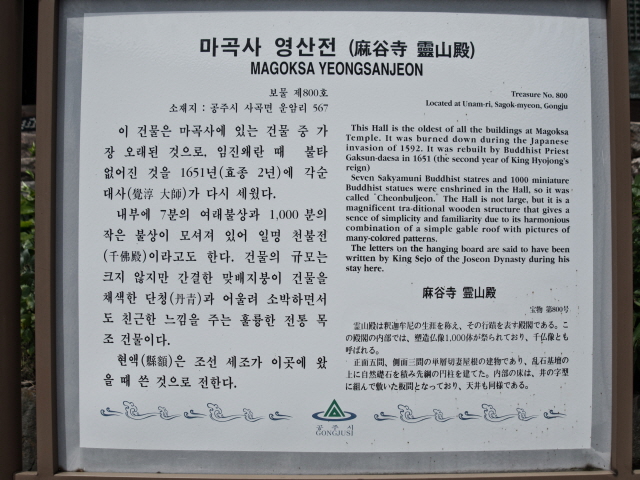 마곡사 영산전 (麻谷寺 靈山殿)
MAGOKSA YEONGSANJEON
보물 제800호
소재지 : 공주시 사곡면 운암리 567
이 건물은 마곡사에 있는 건물 중 가
장 오래된 것으로, 임진왜란 때 불타
없어진 것을 1651년(효종 2년)에 각순
대사(覺淳 大師)가 다시 세웠다.
내부에 7분의 여래불상과 1,000 분의
작은 불상이 모셔져 있어 일명 천불전
(千佛殿)이라고도 한다. 건물의 규모는
크지 않지만 간결한 맞배지붕이 건물을
채색한 단청(丹青)과 어울려 소박하면서
도 친근한 느낌을 주는 훌륭한 전통 목
조 건물이다.
현액(縣額)은 조선 세조가 이곳에 왔
을 때 쓴 것으로 전한다.
Treasure No. 800
Located at Unam-ri, Sagok-myeon, Gongju
This Hall is the oldest of all the buildings at Magoksa
Temple. It was burned down during the Japanese
invasion of 1592. It was rebuilt by Buddhist Priest
Gaksun-daesa in 1651 (the second year of King Hyojong's
reign)
Seven Sakyamuni Buddhist statres and 1000 miniature
Buddhist statues were enshrined in the Hall, so it was
called "Cheonbuljeon." The Hall is not large, but it is a
magnificent tra-ditional wooden structure that gives a
sense of simplicity and familiarity due to its harmonious
combination of a simple gable roof with pictures of
many-colored patterns.
The letters on the hanging board are said to have been
written by King Sejo of the Joseon Dynasty during his
stay here.
麻谷寺 霊山殿
宝物 第800号
霊山殿は釈迦牟尼の生涯を称え、その行蹟を表す殿閣である。こ
の殿閣の内部では、塑造仏像1,000体が祭られており、千仏像とも
呼ばれる。
正面五間、側面三間の単層切妻屋根の建物であり、乱石基壇の
上に自然礎石を積み先綱の円柱を建てた。内部の床は、井の字型
に組んで敷いた板間となっており、天井も同様である。
공주시
GONGJUSI